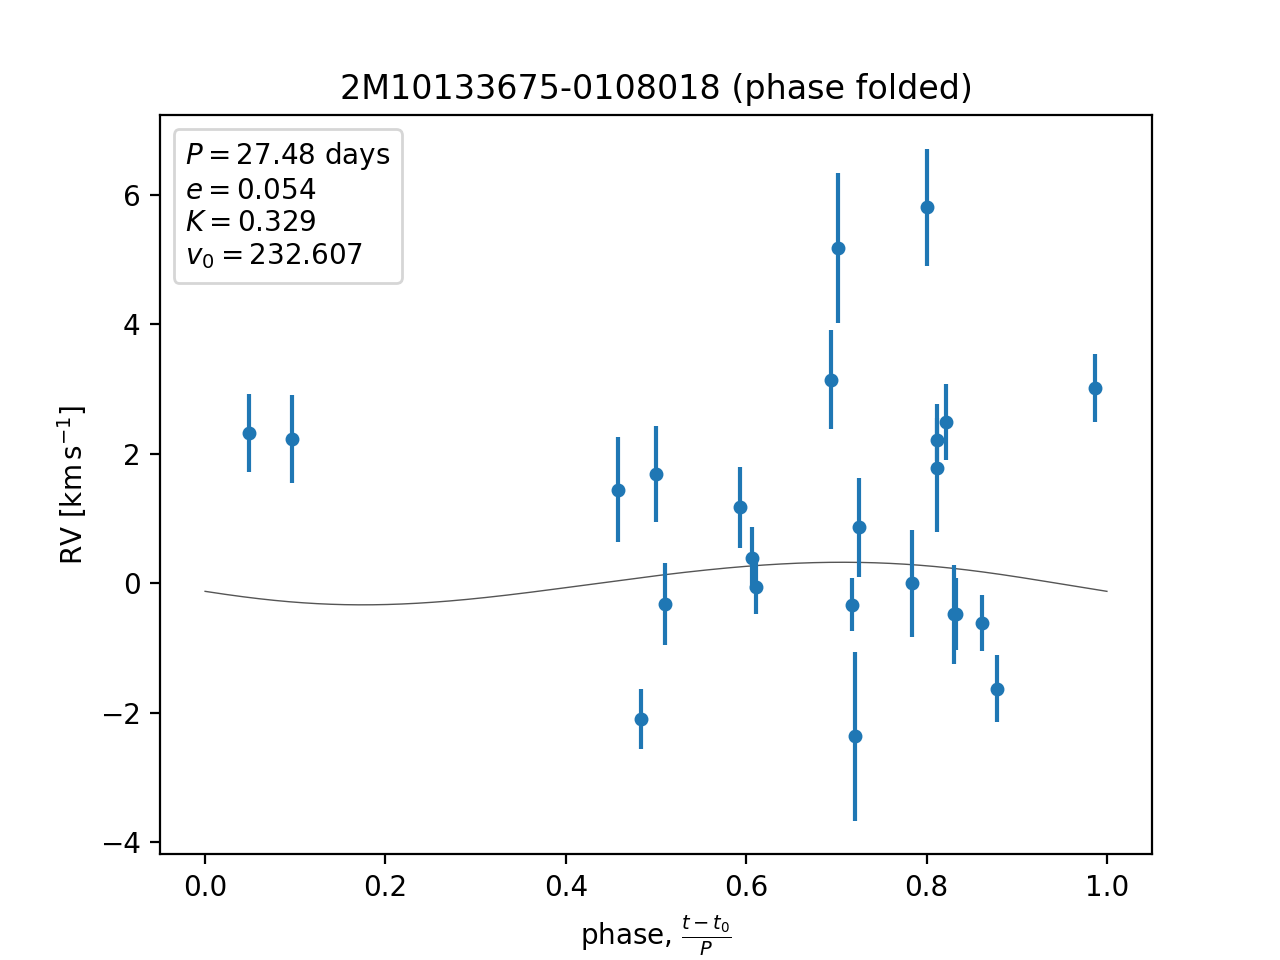 2M10133675-0108018 (phase folded)
P = 27.48 days
e = 0.054
K = 0.329
v₀ = 232.607
6
4
2
0
−2
−4
RV [km s⁻¹]
0.0 0.2 0.4 0.6 0.8 1.0
phase, (t − t₀)/P